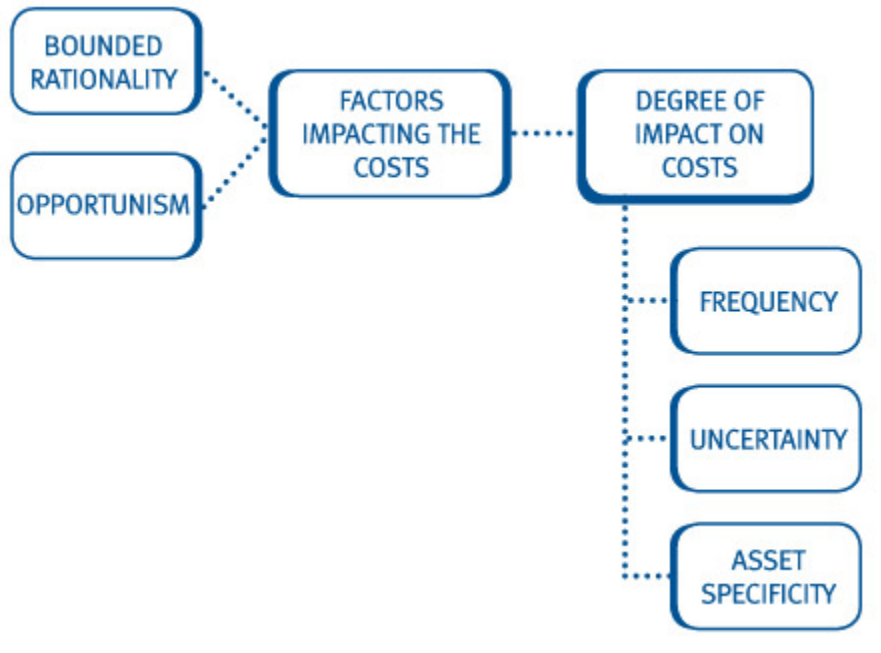 BOUNDED
RATIONALITY
OPPORTUNISM
FACTORS
IMPACTING THE
COSTS
DEGREE OF
IMPACT ON
COSTS
FREQUENCY
UNCERTAINTY
ASSET
SPECIFICITY